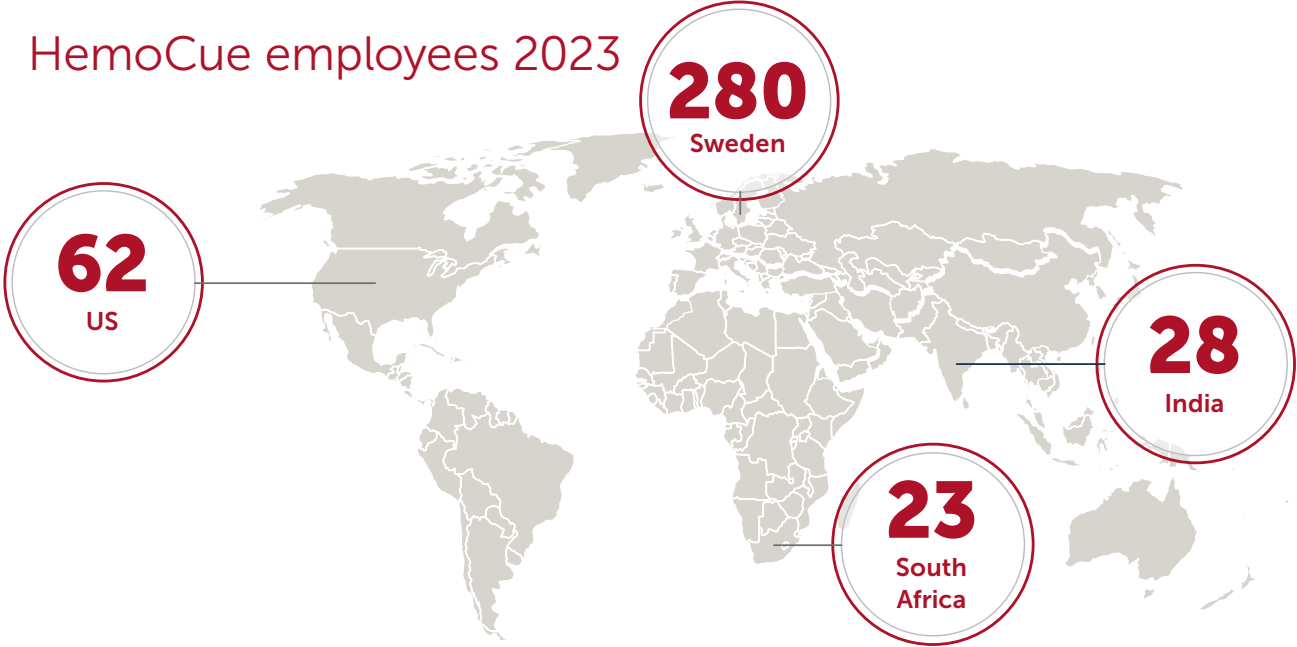 HemoCue employees 2023
280
Sweden
62
US
28
India
23
South
Africa